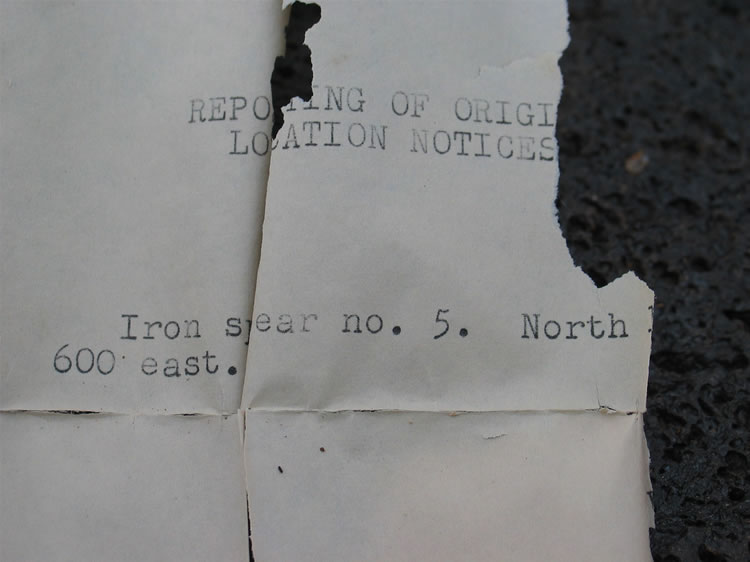 REPORTING OF ORIGI
LOCATION NOTICES
Iron spear no. 5. North
600 east.